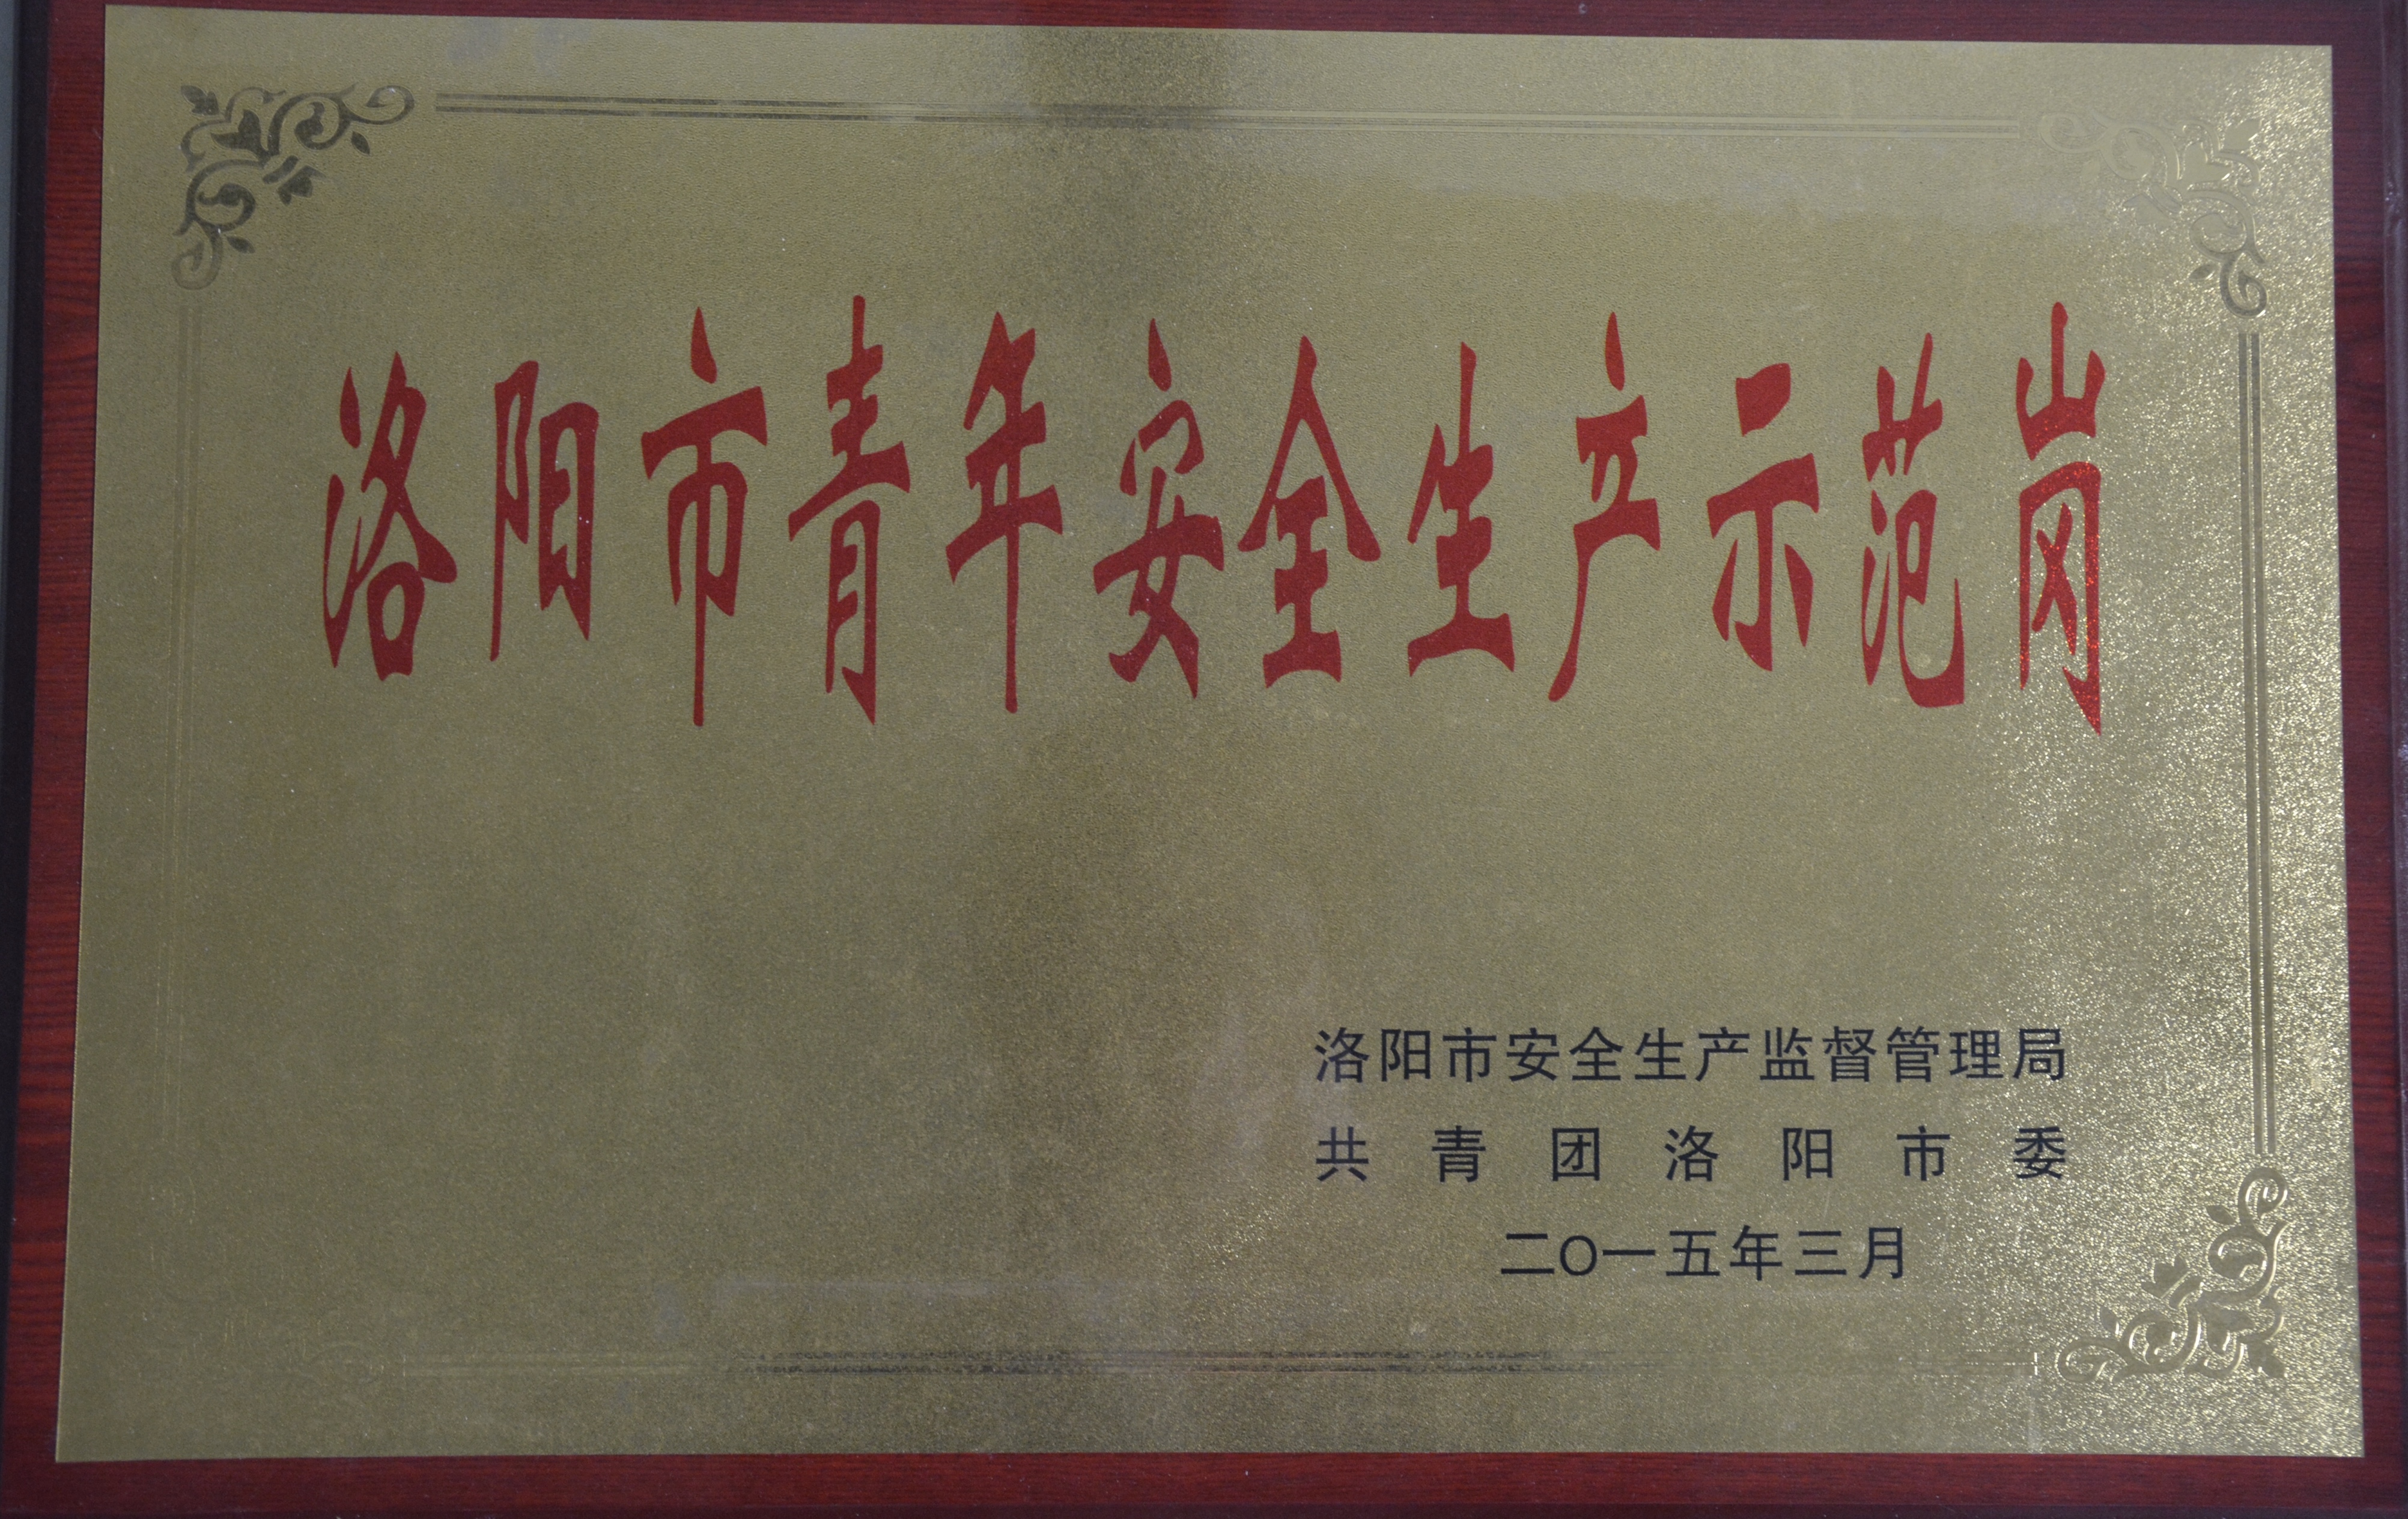 洛阳市青年安全生产示范岗
洛阳市安全生产监督管理局
共青团洛阳市委
二〇一五年三月